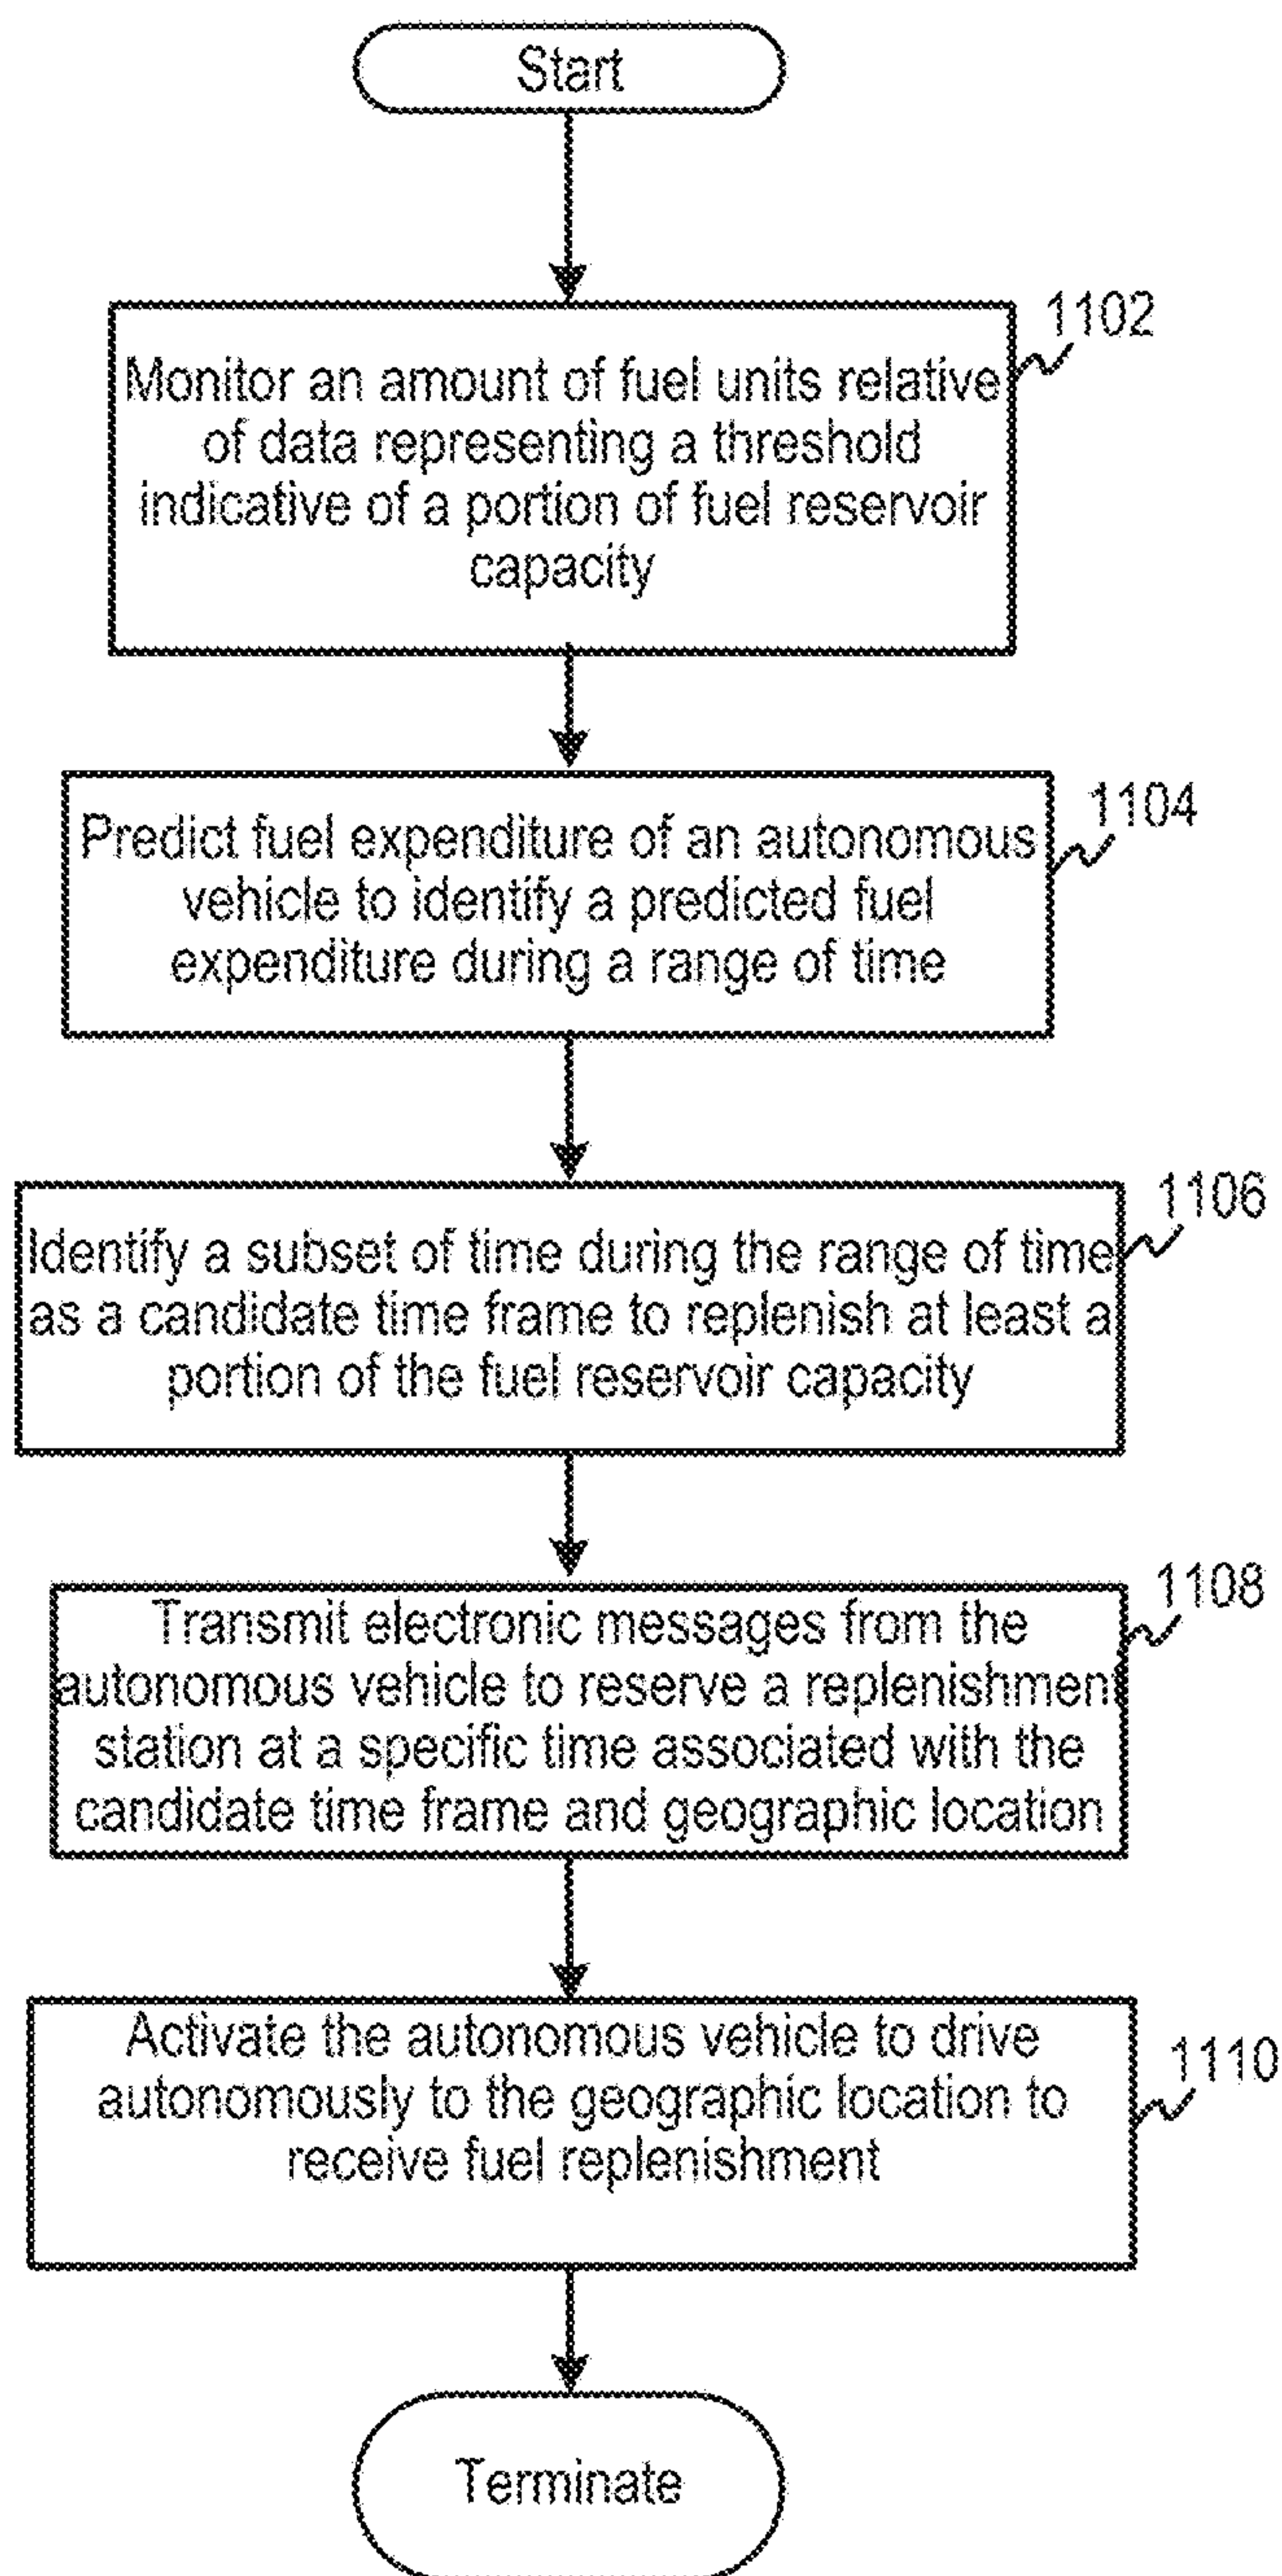 Start
1102
Monitor an amount of fuel units relative
of data representing a threshold
indicative of a portion of fuel reservoir
capacity
1104
Predict fuel expenditure of an autonomous
vehicle to identify a predicted fuel
expenditure during a range of time
1106
Identify a subset of time during the range of time
as a candidate time frame to replenish at least a
portion of the fuel reservoir capacity
1108
Transmit electronic messages from the
autonomous vehicle to reserve a replenishment
station at a specific time associated with the
candidate time frame and geographic location
1110
Activate the autonomous vehicle to drive
autonomously to the geographic location to
receive fuel replenishment
Terminate